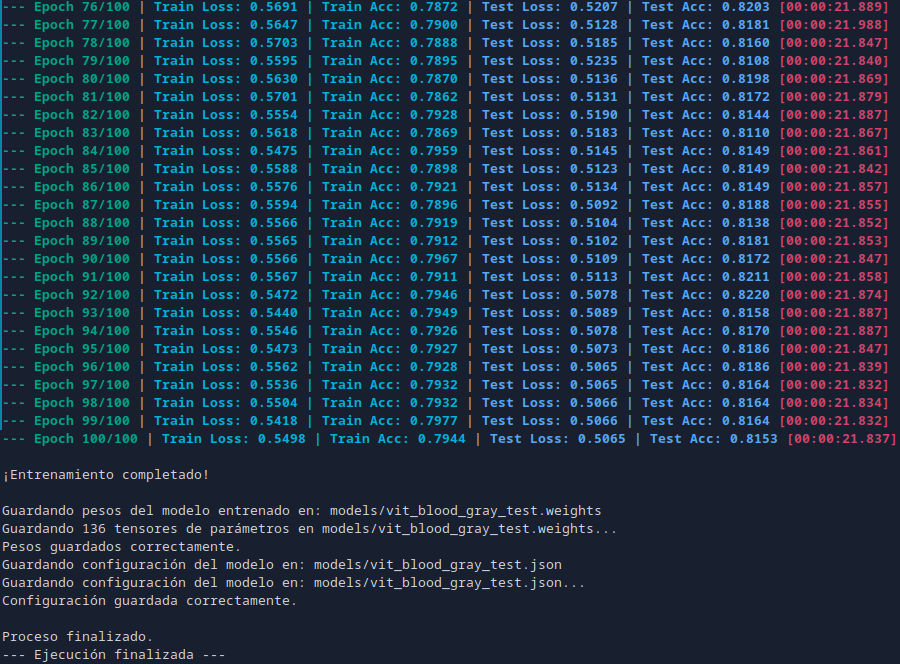 --- Epoch 76/100 | Train Loss: 0.5691 | Train Acc: 0.7872 | Test Loss: 0.5207 | Test Acc: 0.8203 [00:00:21.889]
--- Epoch 77/100 | Train Loss: 0.5647 | Train Acc: 0.7900 | Test Loss: 0.5128 | Test Acc: 0.8181 [00:00:21.988]
--- Epoch 78/100 | Train Loss: 0.5703 | Train Acc: 0.7888 | Test Loss: 0.5185 | Test Acc: 0.8160 [00:00:21.847]
--- Epoch 79/100 | Train Loss: 0.5595 | Train Acc: 0.7895 | Test Loss: 0.5235 | Test Acc: 0.8108 [00:00:21.840]
--- Epoch 80/100 | Train Loss: 0.5630 | Train Acc: 0.7870 | Test Loss: 0.5136 | Test Acc: 0.8198 [00:00:21.869]
--- Epoch 81/100 | Train Loss: 0.5701 | Train Acc: 0.7862 | Test Loss: 0.5131 | Test Acc: 0.8172 [00:00:21.879]
--- Epoch 82/100 | Train Loss: 0.5554 | Train Acc: 0.7928 | Test Loss: 0.5190 | Test Acc: 0.8144 [00:00:21.887]
--- Epoch 83/100 | Train Loss: 0.5618 | Train Acc: 0.7869 | Test Loss: 0.5183 | Test Acc: 0.8110 [00:00:21.867]
--- Epoch 84/100 | Train Loss: 0.5475 | Train Acc: 0.7959 | Test Loss: 0.5145 | Test Acc: 0.8149 [00:00:21.861]
--- Epoch 85/100 | Train Loss: 0.5588 | Train Acc: 0.7898 | Test Loss: 0.5123 | Test Acc: 0.8149 [00:00:21.842]
--- Epoch 86/100 | Train Loss: 0.5576 | Train Acc: 0.7921 | Test Loss: 0.5134 | Test Acc: 0.8149 [00:00:21.857]
--- Epoch 87/100 | Train Loss: 0.5594 | Train Acc: 0.7896 | Test Loss: 0.5092 | Test Acc: 0.8188 [00:00:21.855]
--- Epoch 88/100 | Train Loss: 0.5566 | Train Acc: 0.7919 | Test Loss: 0.5104 | Test Acc: 0.8138 [00:00:21.852]
--- Epoch 89/100 | Train Loss: 0.5565 | Train Acc: 0.7912 | Test Loss: 0.5102 | Test Acc: 0.8181 [00:00:21.853]
--- Epoch 90/100 | Train Loss: 0.5566 | Train Acc: 0.7967 | Test Loss: 0.5109 | Test Acc: 0.8172 [00:00:21.847]
--- Epoch 91/100 | Train Loss: 0.5567 | Train Acc: 0.7911 | Test Loss: 0.5113 | Test Acc: 0.8211 [00:00:21.858]
--- Epoch 92/100 | Train Loss: 0.5472 | Train Acc: 0.7946 | Test Loss: 0.5078 | Test Acc: 0.8220 [00:00:21.874]
--- Epoch 93/100 | Train Loss: 0.5440 | Train Acc: 0.7949 | Test Loss: 0.5089 | Test Acc: 0.8158 [00:00:21.887]
--- Epoch 94/100 | Train Loss: 0.5546 | Train Acc: 0.7926 | Test Loss: 0.5078 | Test Acc: 0.8170 [00:00:21.887]
--- Epoch 95/100 | Train Loss: 0.5473 | Train Acc: 0.7927 | Test Loss: 0.5073 | Test Acc: 0.8186 [00:00:21.847]
--- Epoch 96/100 | Train Loss: 0.5562 | Train Acc: 0.7928 | Test Loss: 0.5065 | Test Acc: 0.8186 [00:00:21.839]
--- Epoch 97/100 | Train Loss: 0.5536 | Train Acc: 0.7932 | Test Loss: 0.5065 | Test Acc: 0.8164 [00:00:21.832]
--- Epoch 98/100 | Train Loss: 0.5504 | Train Acc: 0.7932 | Test Loss: 0.5066 | Test Acc: 0.8164 [00:00:21.834]
--- Epoch 99/100 | Train Loss: 0.5418 | Train Acc: 0.7977 | Test Loss: 0.5066 | Test Acc: 0.8164 [00:00:21.832]
--- Epoch 100/100 | Train Loss: 0.5498 | Train Acc: 0.7944 | Test Loss: 0.5065 | Test Acc: 0.8153 [00:00:21.837]
¡Entrenamiento completado!
Guardando pesos del modelo entrenado en: models/vit_blood_gray_test.weights
Guardando 136 tensores de parámetros en models/vit_blood_gray_test.weights...
Pesos guardados correctamente.
Guardando configuración del modelo en: models/vit_blood_gray_test.json
Guardando configuración del modelo en: models/vit_blood_gray_test.json...
Configuración guardada correctamente.
Proceso finalizado.
--- Ejecución finalizada ---